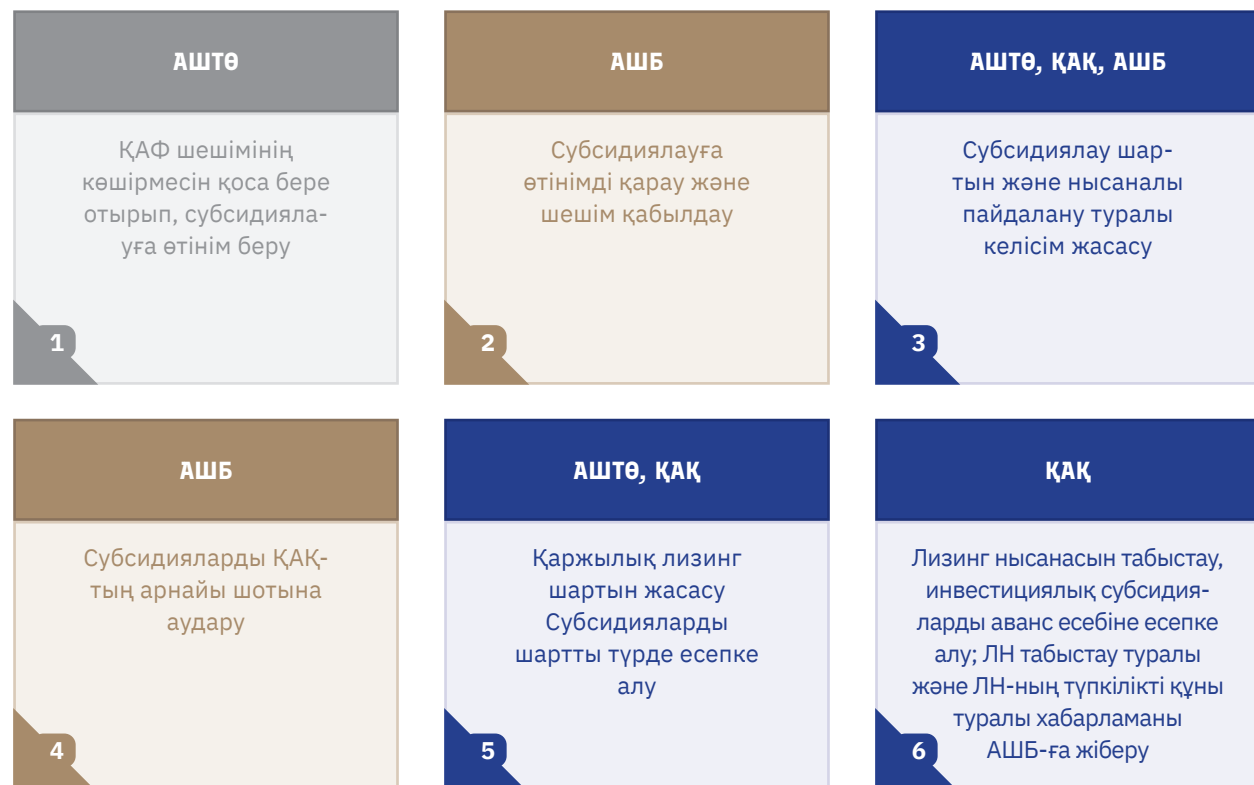 АШТӨ
ҚАФ шешімінің
көшірмесін қоса бере
отырып, субсидияла-
уға өтінім беру
1
АШБ
Субсидиялауға
өтінімді қарау және
шешім қабылдау
2
АШТӨ, ҚАҚ, АШБ
Субсидиялау шар-
тын және нысаналы
пайдалану туралы
келісім жасасу
3
АШБ
Субсидияларды ҚАҚ-
тың арнайы шотына
аудару
4
АШТӨ, ҚАҚ
Қаржылық лизинг
шартын жасасу
Субсидияларды
шартты түрде есепке
алу
5
ҚАҚ
Лизинг нысанасын табыстау,
инвестициялық субсидия-
ларды аванс есебіне есепке
алу; ЛН табыстау туралы
және ЛН-ның түпкілікті құны
туралы хабарламаны
АШБ-ға жіберу
6